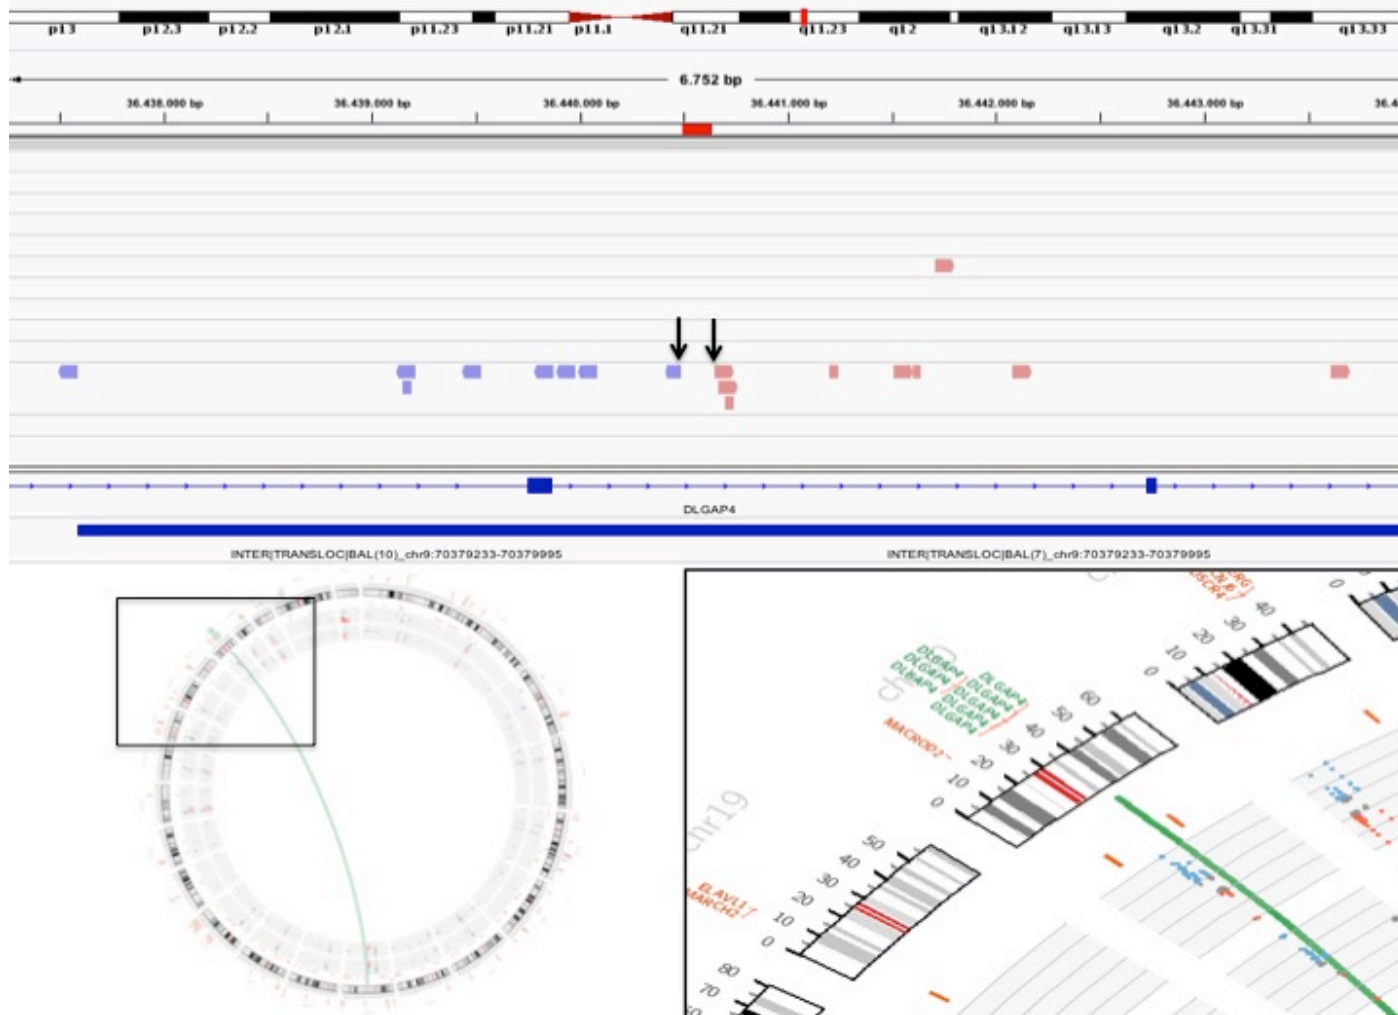 p13 p12.3 p12.2 p12.1 p11.23 p11.21 p11.1 q11.21 q11.23 q12 q13.12 q13.13 q13.2 q13.31 q13.33
6.752 bp
36.438.000 bp 36.439.000 bp 36.440.000 bp 36.441.000 bp 36.442.000 bp 36.443.000 bp 36.4
DLGAP4
INTER|TRANSLOC|BAL(10)_chr9:70379233-70379995 INTER|TRANSLOC|BAL(7)_chr9:70379233-70379995
ERG
DSCR4
0 10 20 30 40
0
DLGAP4 DLGAP4
DLGAP4 DLGAP4
DLGAP4 DLGAP4
DLGAP4
MACROD2
0 10 20 30 40 50 60
chr19
ELAVL1
MARCH2
0 10 20 30 40 50
80
70